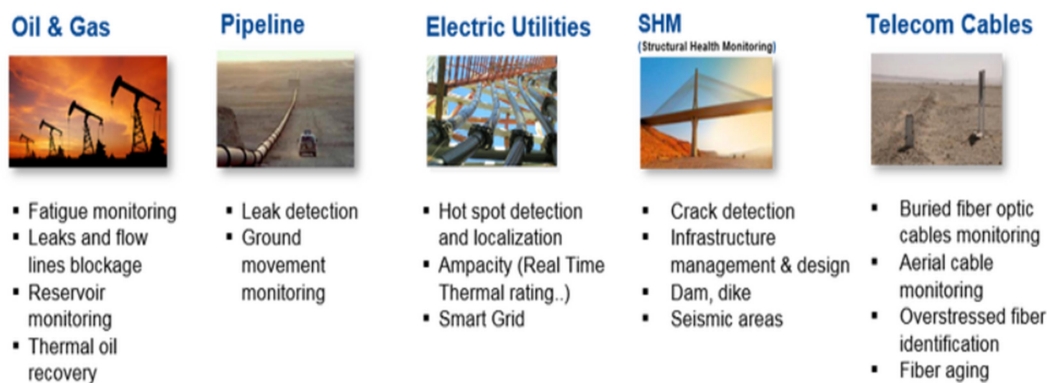 Oil & Gas
Fatigue monitoring
Leaks and flow
lines blockage
Reservoir
monitoring
Thermal oil
recovery
Pipeline
Leak detection
Ground
movement
monitoring
Electric Utilities
Hot spot detection
and localization
Ampacity (Real Time
Thermal rating..)
Smart Grid
SHM
(Structural Health Monitoring)
Crack detection
Infrastructure
management & design
Dam, dike
Seismic areas
Telecom Cables
Buried fiber optic
cables monitoring
Aerial cable
monitoring
Overstressed fiber
identification
Fiber aging